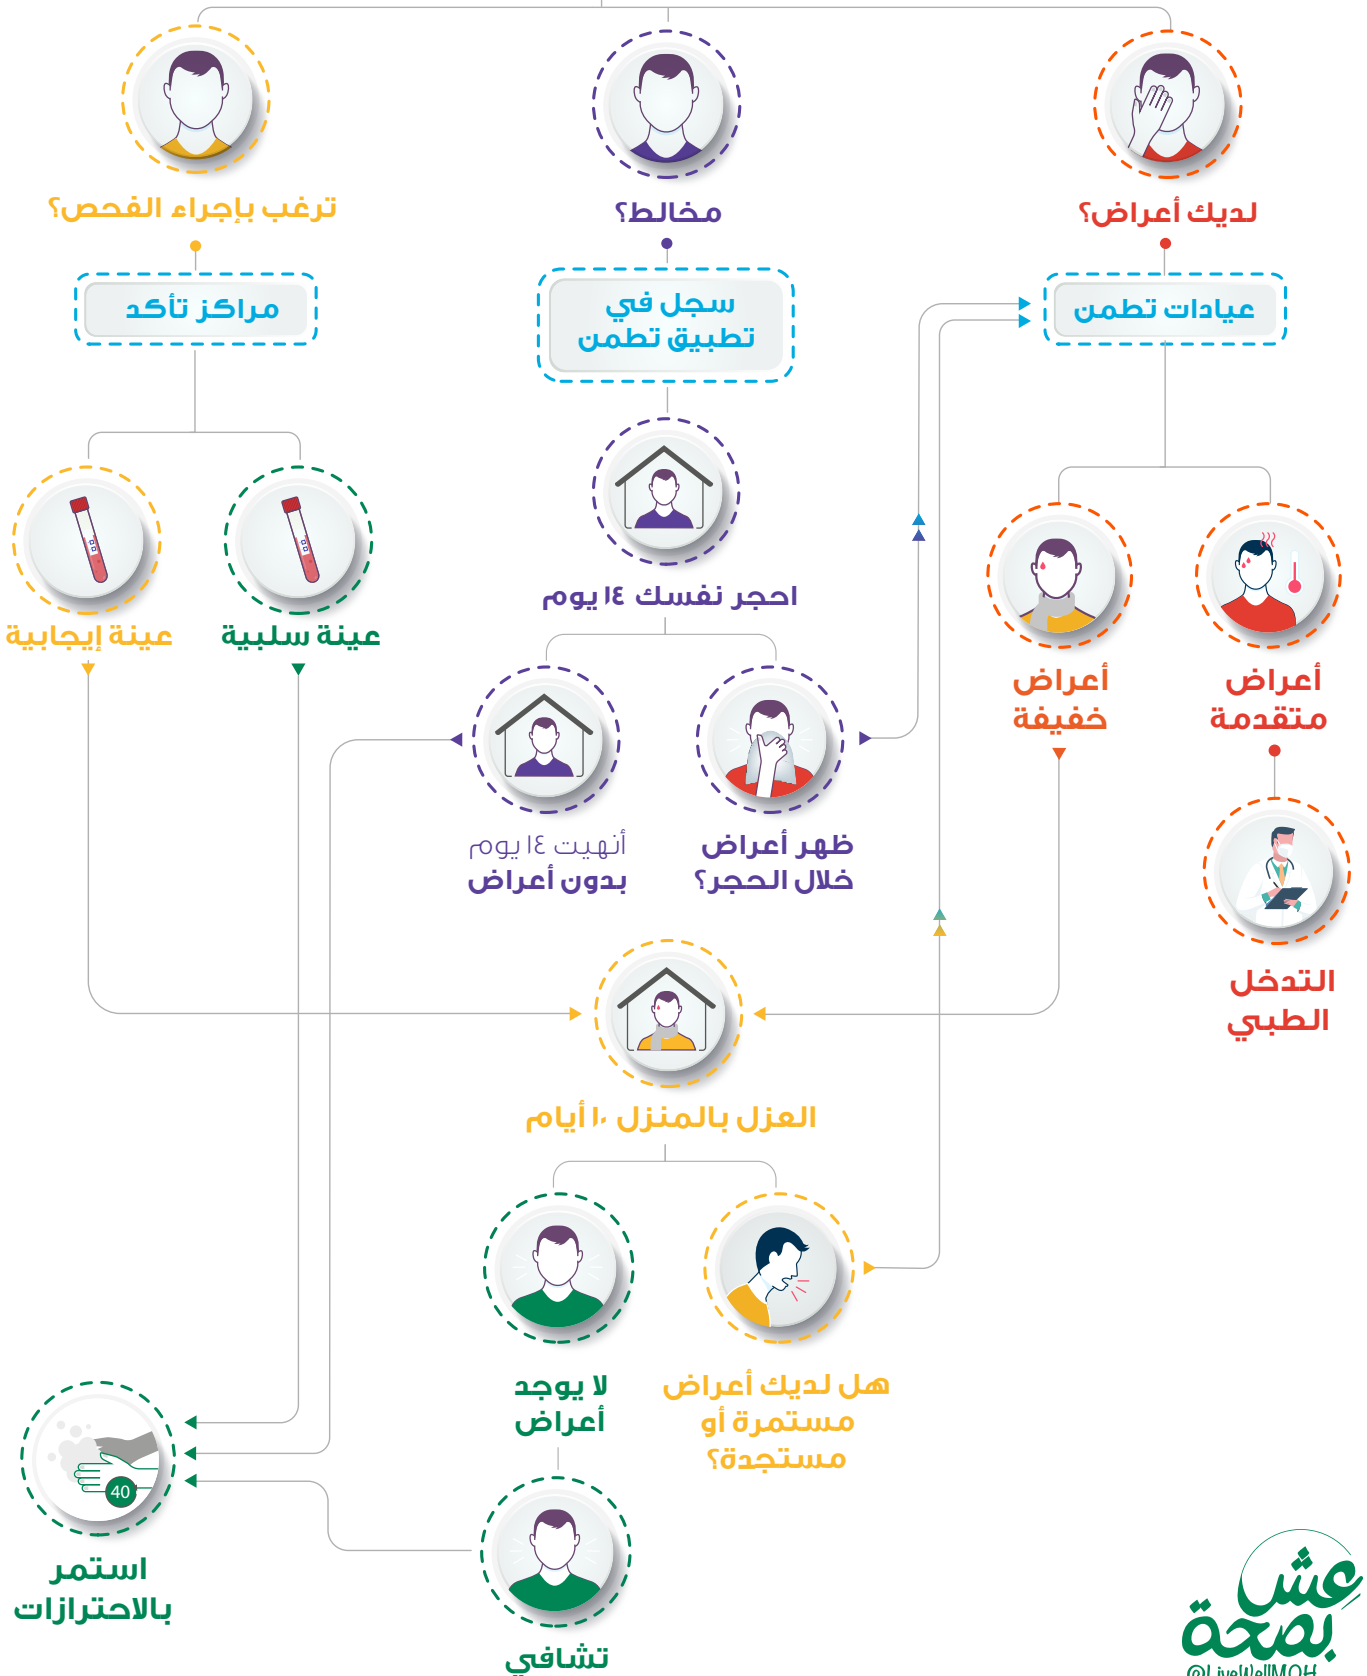 لديك أعراض؟
مخالط؟
ترغب بإجراء الفحص؟
عيادات تطمن
سجل في
تطبيق تطمن
مراكز تأكد
احجر نفسك ١٤ يوم
عينة سلبية
عينة إيجابية
أعراض
متقدمة
أعراض
خفيفة
ظهر أعراض
خلال الحجر؟
أنهيت ١٤ يوم
بدون أعراض
التدخل
الطبي
العزل بالمنزل ١٠ أيام
هل لديك أعراض
مستمرة أو
مستجدة؟
لا يوجد
أعراض
40
استمر
بالاحترازات
تشافي
عش
بصحة
@LiveWellMOH